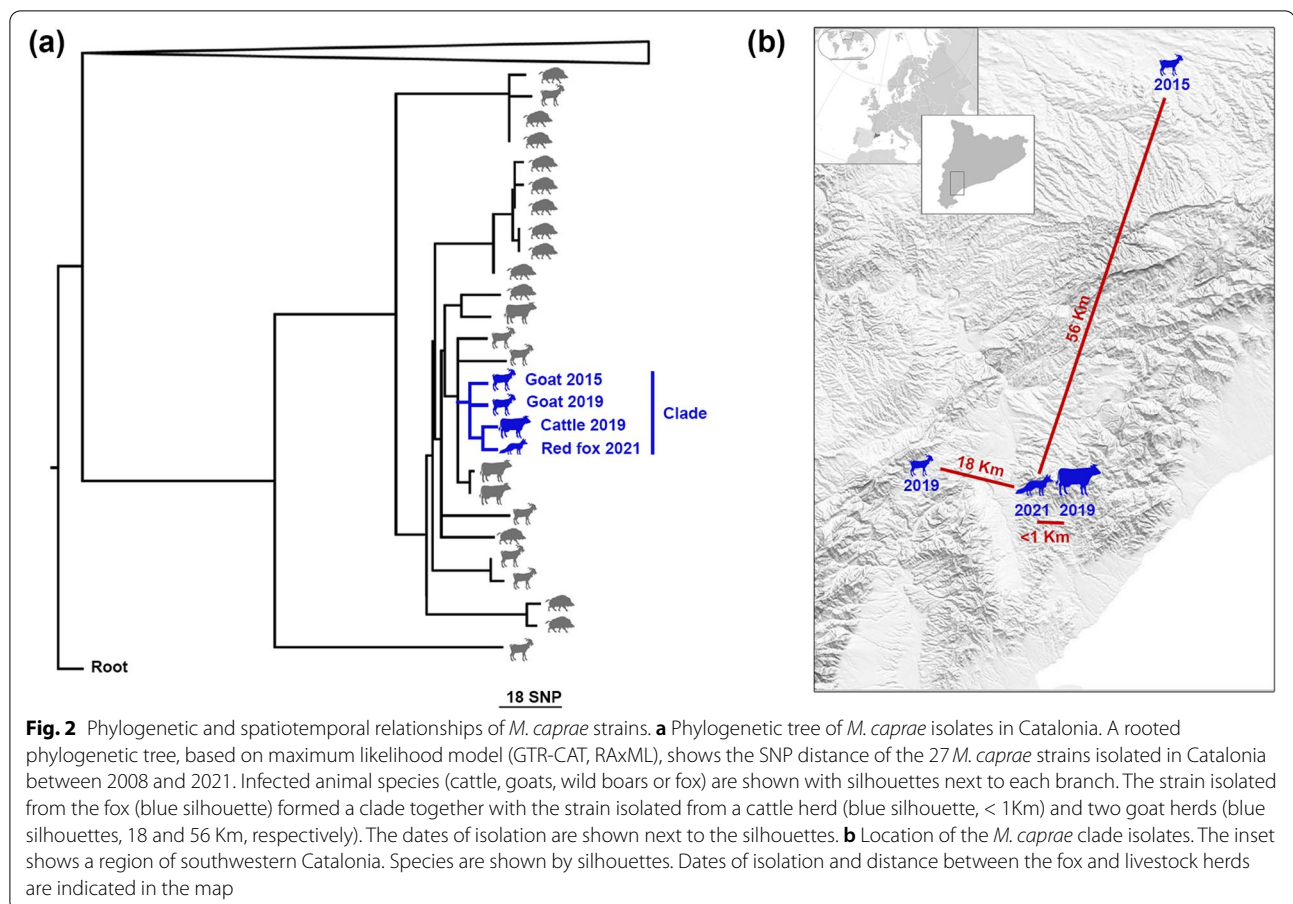 (a)
Goat 2015
Goat 2019
Cattle 2019
Red fox 2021
Clade
Root
18 SNP
(b)
2015
56 Km
18 Km
2019
2021 2019
<1 Km
Fig. 2 Phylogenetic and spatiotemporal relationships of M. caprae strains. a Phylogenetic tree of M. caprae isolates in Catalonia. A rooted
phylogenetic tree, based on maximum likelihood model (GTR-CAT, RAxML), shows the SNP distance of the 27 M. caprae strains isolated in Catalonia
between 2008 and 2021. Infected animal species (cattle, goats, wild boars or fox) are shown with silhouettes next to each branch. The strain isolated
from the fox (blue silhouette) formed a clade together with the strain isolated from a cattle herd (blue silhouette, < 1Km) and two goat herds (blue
silhouettes, 18 and 56 Km, respectively). The dates of isolation are shown next to the silhouettes. b Location of the M. caprae clade isolates. The inset
shows a region of southwestern Catalonia. Species are shown by silhouettes. Dates of isolation and distance between the fox and livestock herds
are indicated in the map